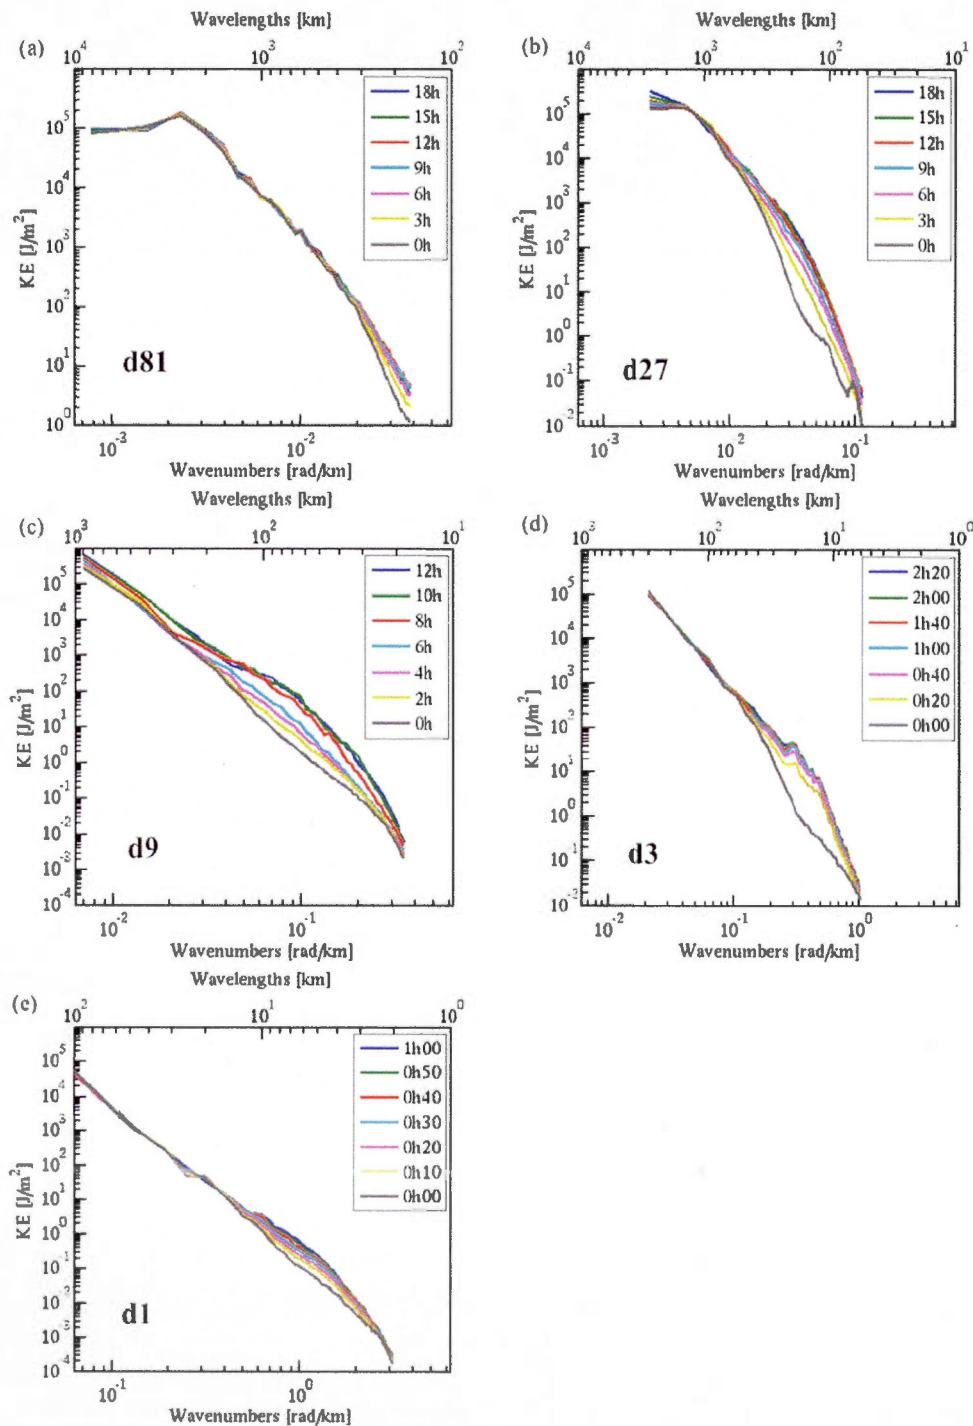 Wavelengths [km]
(a)
10^4 10^3 10^2
18h
15h
12h
9h
6h
3h
0h
10^5
10^4
10^3
10^2
10^1
10^0
KE [J/m^2]
d81
10^-3 10^-2
Wavenumbers [rad/km]
Wavelengths [km]
(b)
10^4 10^3 10^2 10^1
18h
15h
12h
9h
6h
3h
0h
10^5
10^4
10^3
10^2
10^1
10^0
10^-1
10^-2
KE [J/m^2]
d27
10^-3 10^-2 10^-1
Wavenumbers [rad/km]
Wavelengths [km]
(c)
10^3 10^2 10^1
12h
10h
8h
6h
4h
2h
0h
10^5
10^4
10^3
10^2
10^1
10^0
10^-1
10^-2
10^-3
10^-4
KE [J/m^2]
d9
10^-2 10^-1
Wavenumbers [rad/km]
Wavelengths [km]
(d)
10^3 10^2 10^1 10^0
2h20
2h00
1h40
1h00
0h40
0h20
0h00
10^5
10^4
10^3
10^2
10^1
10^0
10^-1
10^-2
KE [J/m^2]
d3
10^-2 10^-1 10^0
Wavenumbers [rad/km]
Wavelengths [km]
(e)
10^2 10^1 10^0
1h00
0h50
0h40
0h30
0h20
0h10
0h00
10^5
10^4
10^3
10^2
10^1
10^0
10^-1
10^-2
10^-3
10^-4
KE [J/m^2]
d1
10^-1 10^0
Wavenumbers [rad/km]